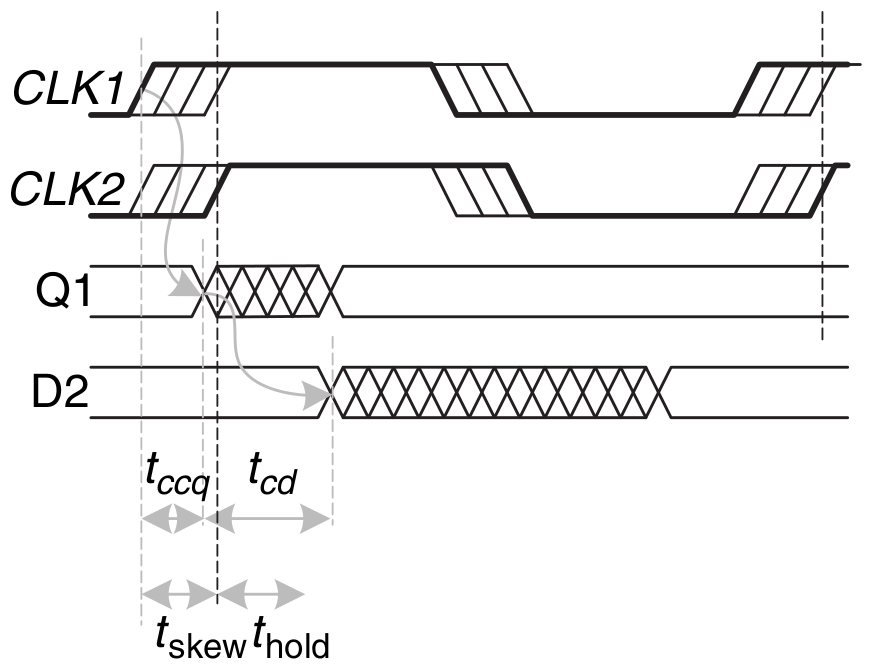 CLK1
CLK2
Q1
D2
tccq tcd
tskew thold